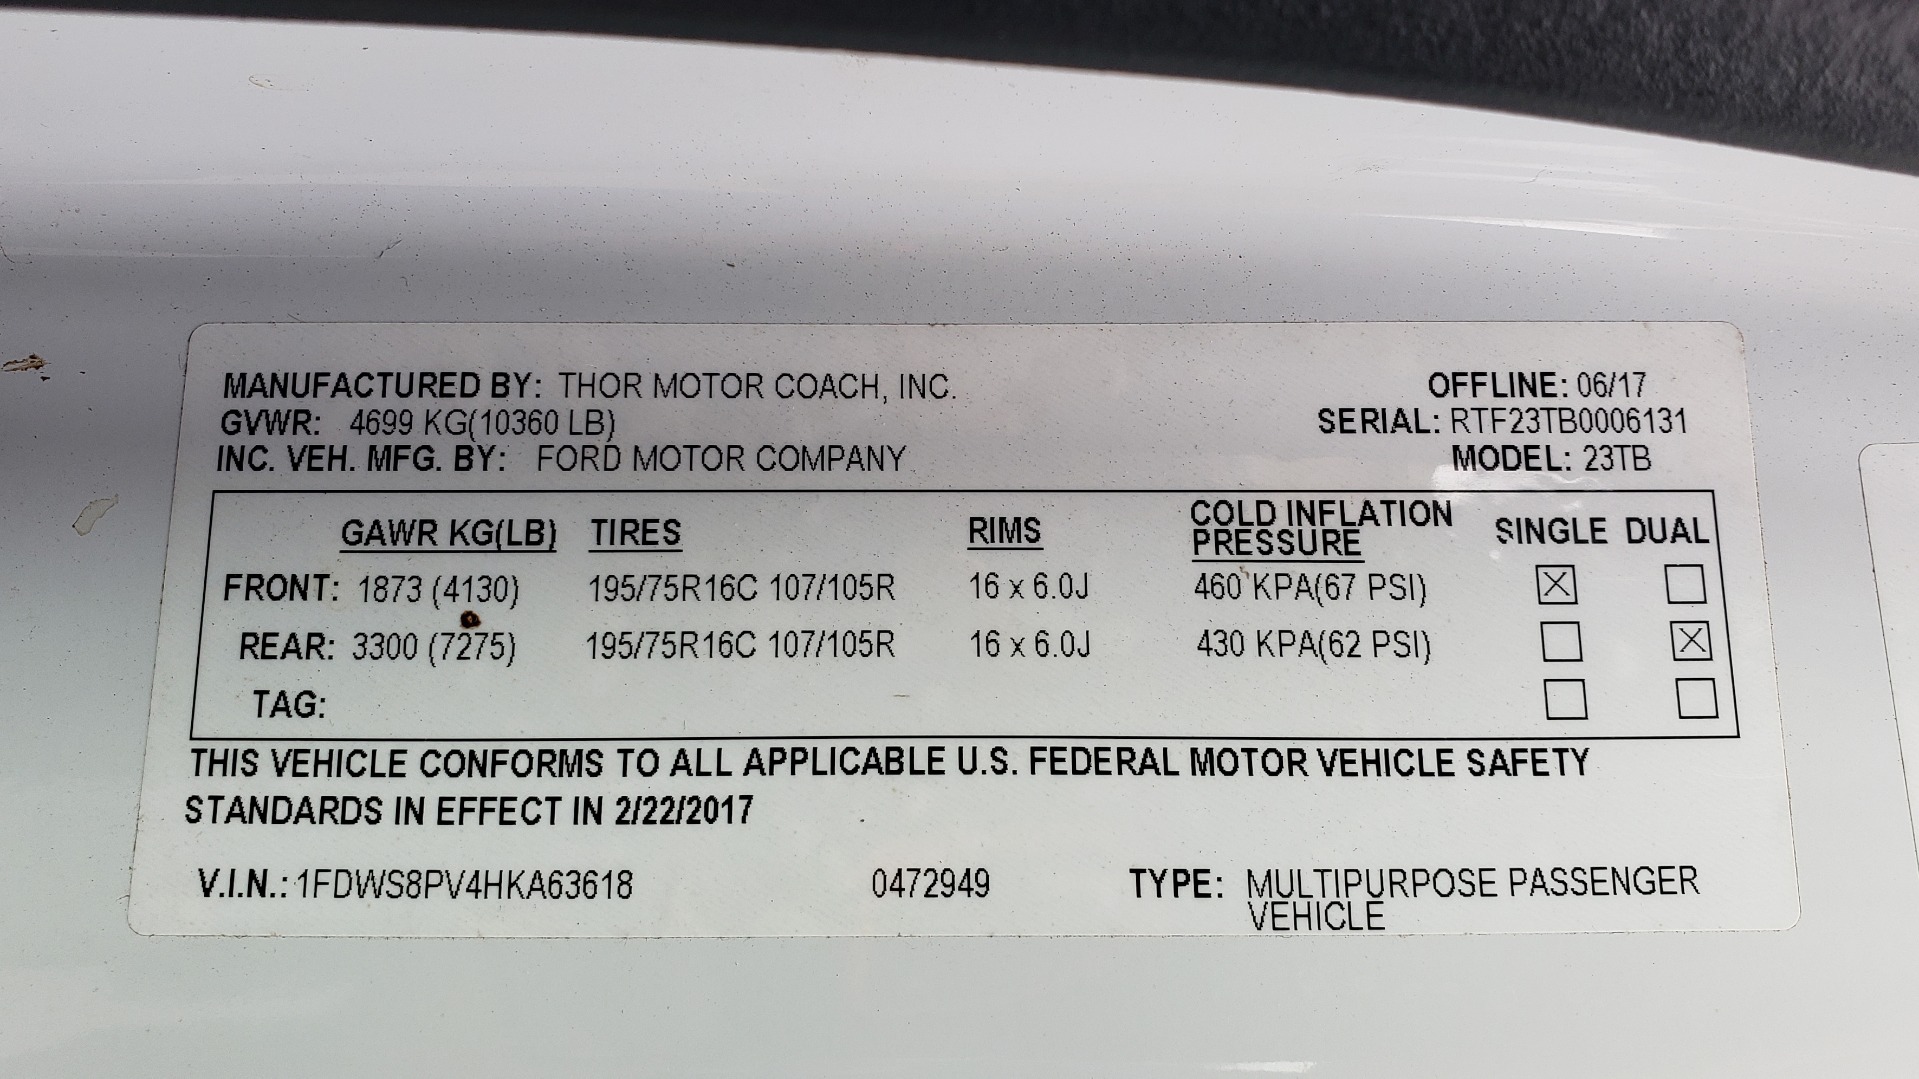 MANUFACTURED BY: THOR MOTOR COACH, INC. OFFLINE: 06/17
GVWR: 4699 KG(10360 LB) SERIAL: RTF23TB0006131
INC. VEH. MFG. BY: FORD MOTOR COMPANY MODEL: 23TB
GAWR KG(LB) TIRES RIMS COLD INFLATION PRESSURE SINGLE DUAL
FRONT: 1873 (4130) 195/75R16C 107/105R 16 x 6.0J 460 KPA(67 PSI) ☒ ☐
REAR: 3300 (7275) 195/75R16C 107/105R 16 x 6.0J 430 KPA(62 PSI) ☐ ☒
TAG: ☐ ☐
THIS VEHICLE CONFORMS TO ALL APPLICABLE U.S. FEDERAL MOTOR VEHICLE SAFETY
STANDARDS IN EFFECT IN 2/22/2017
V.I.N.: 1FDWS8PV4HKA63618 0472949 TYPE: MULTIPURPOSE PASSENGER
VEHICLE